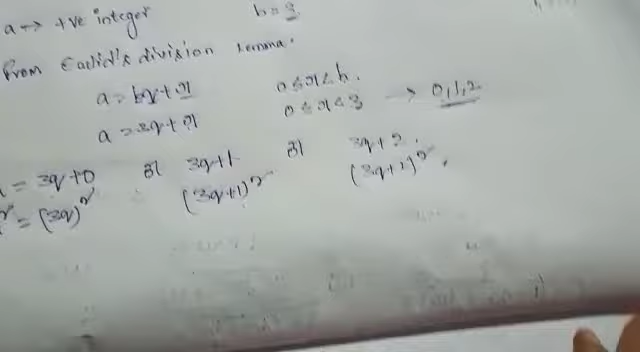 a → +ve integer b = 3
From Euclid's division lemma.
a = bq + r 0 ≤ r < b.
a = 3q + r 0 ≤ r < 3 → 0, 1, 2
= 3q + 0 or 3q + 1 or 3q + 2.
= (3q)² (3q + 1)² (3q + 2)².